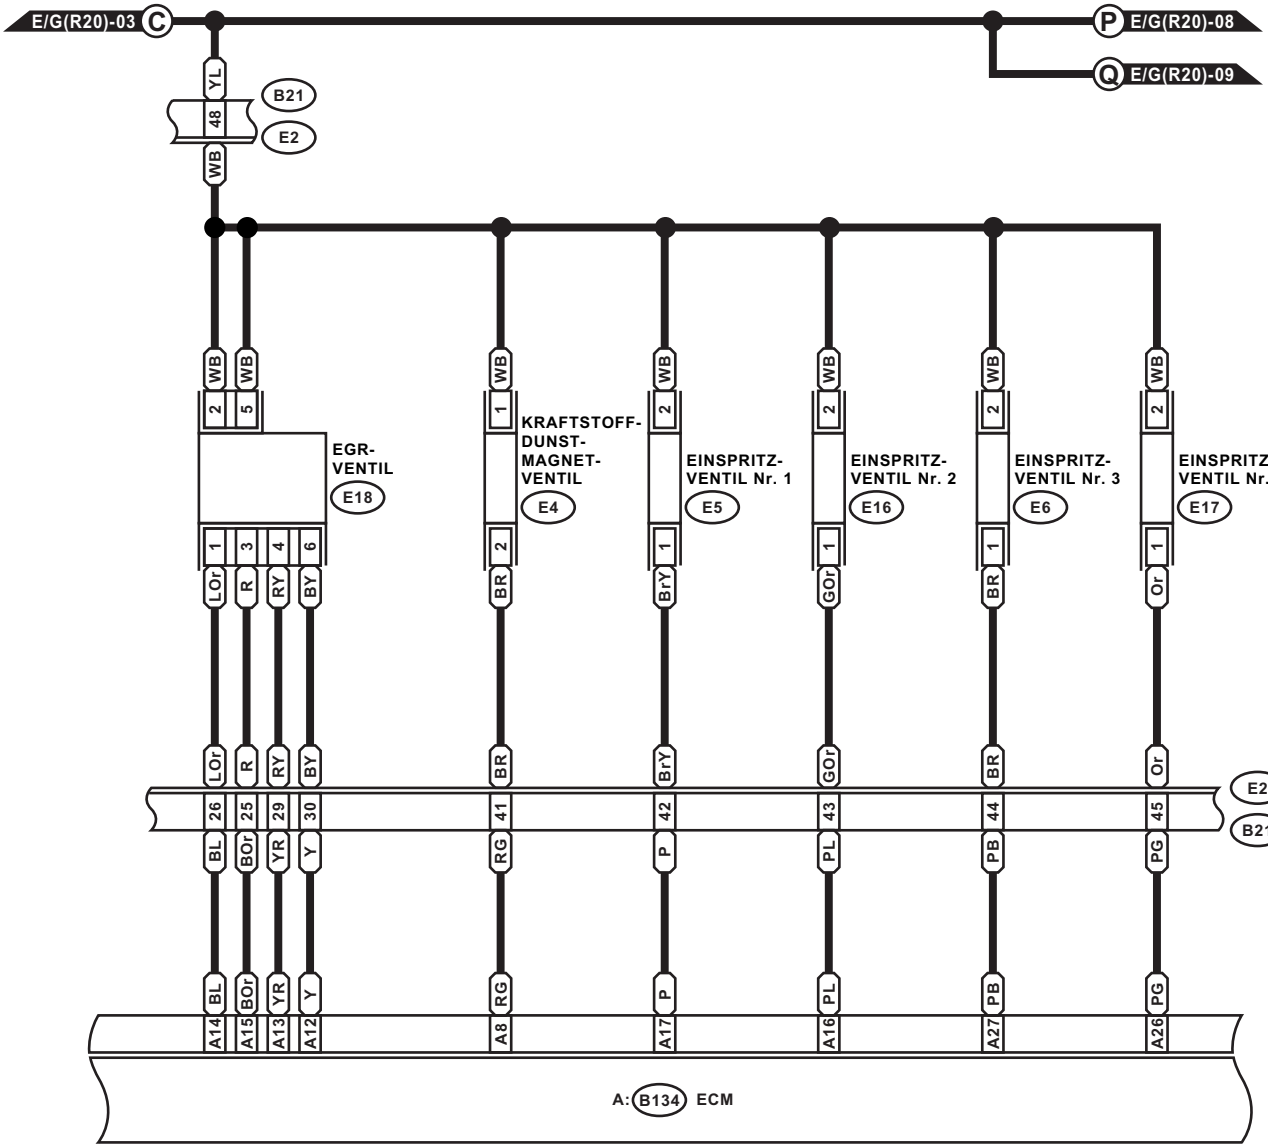 E/G(R20)-03 C P E/G(R20)-08
Q E/G(R20)-09
YL
B21
48
E2
WB
WB WB WB WB WB WB WB
2 5 1 2 2 2 2
EGR-
VENTIL
E18
KRAFTSTOFF-
DUNST-
MAGNET-
VENTIL
E4
EINSPRITZ-
VENTIL Nr. 1
E5
EINSPRITZ-
VENTIL Nr. 2
E16
EINSPRITZ-
VENTIL Nr. 3
E6
EINSPRITZ
VENTIL Nr.
E17
1 3 4 6 2 1 1 1 1
LOr R RY BY BR BrY GOr BR Or
LOr R RY BY BR BrY GOr BR Or
E2
26 25 29 30 41 42 43 44 45
B21
BL BOr YR Y RG P PL PB PG
BL BOr YR Y RG P PL PB PG
A14 A15 A13 A12 A8 A17 A16 A27 A26
A: B134 ECM